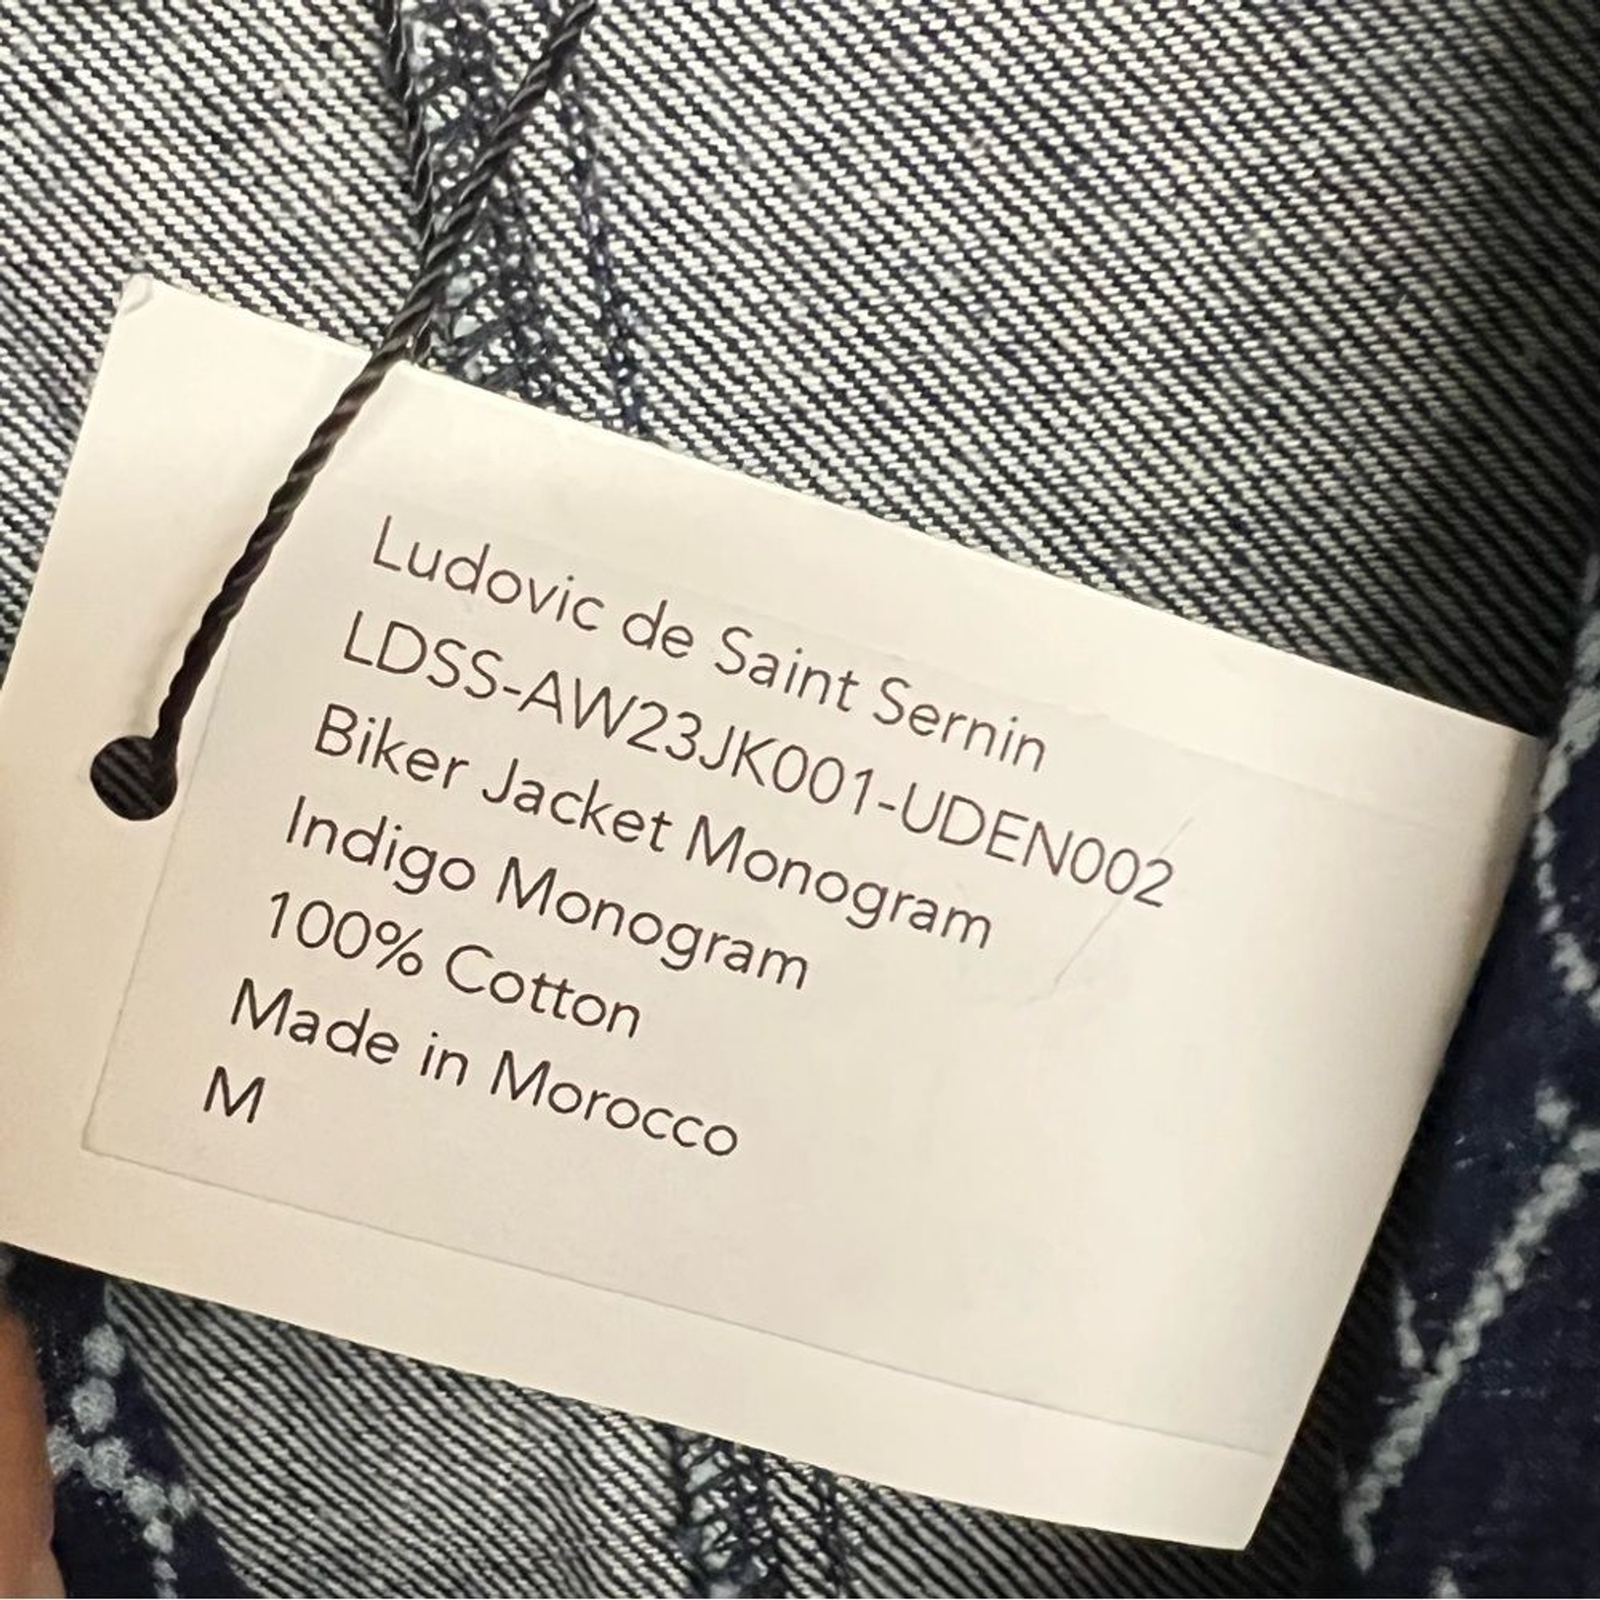 Ludovic de Saint Sernin
LDSS-AW23JK001-UDEN002
Biker Jacket Monogram
Indigo Monogram
100% Cotton
Made in Morocco
M